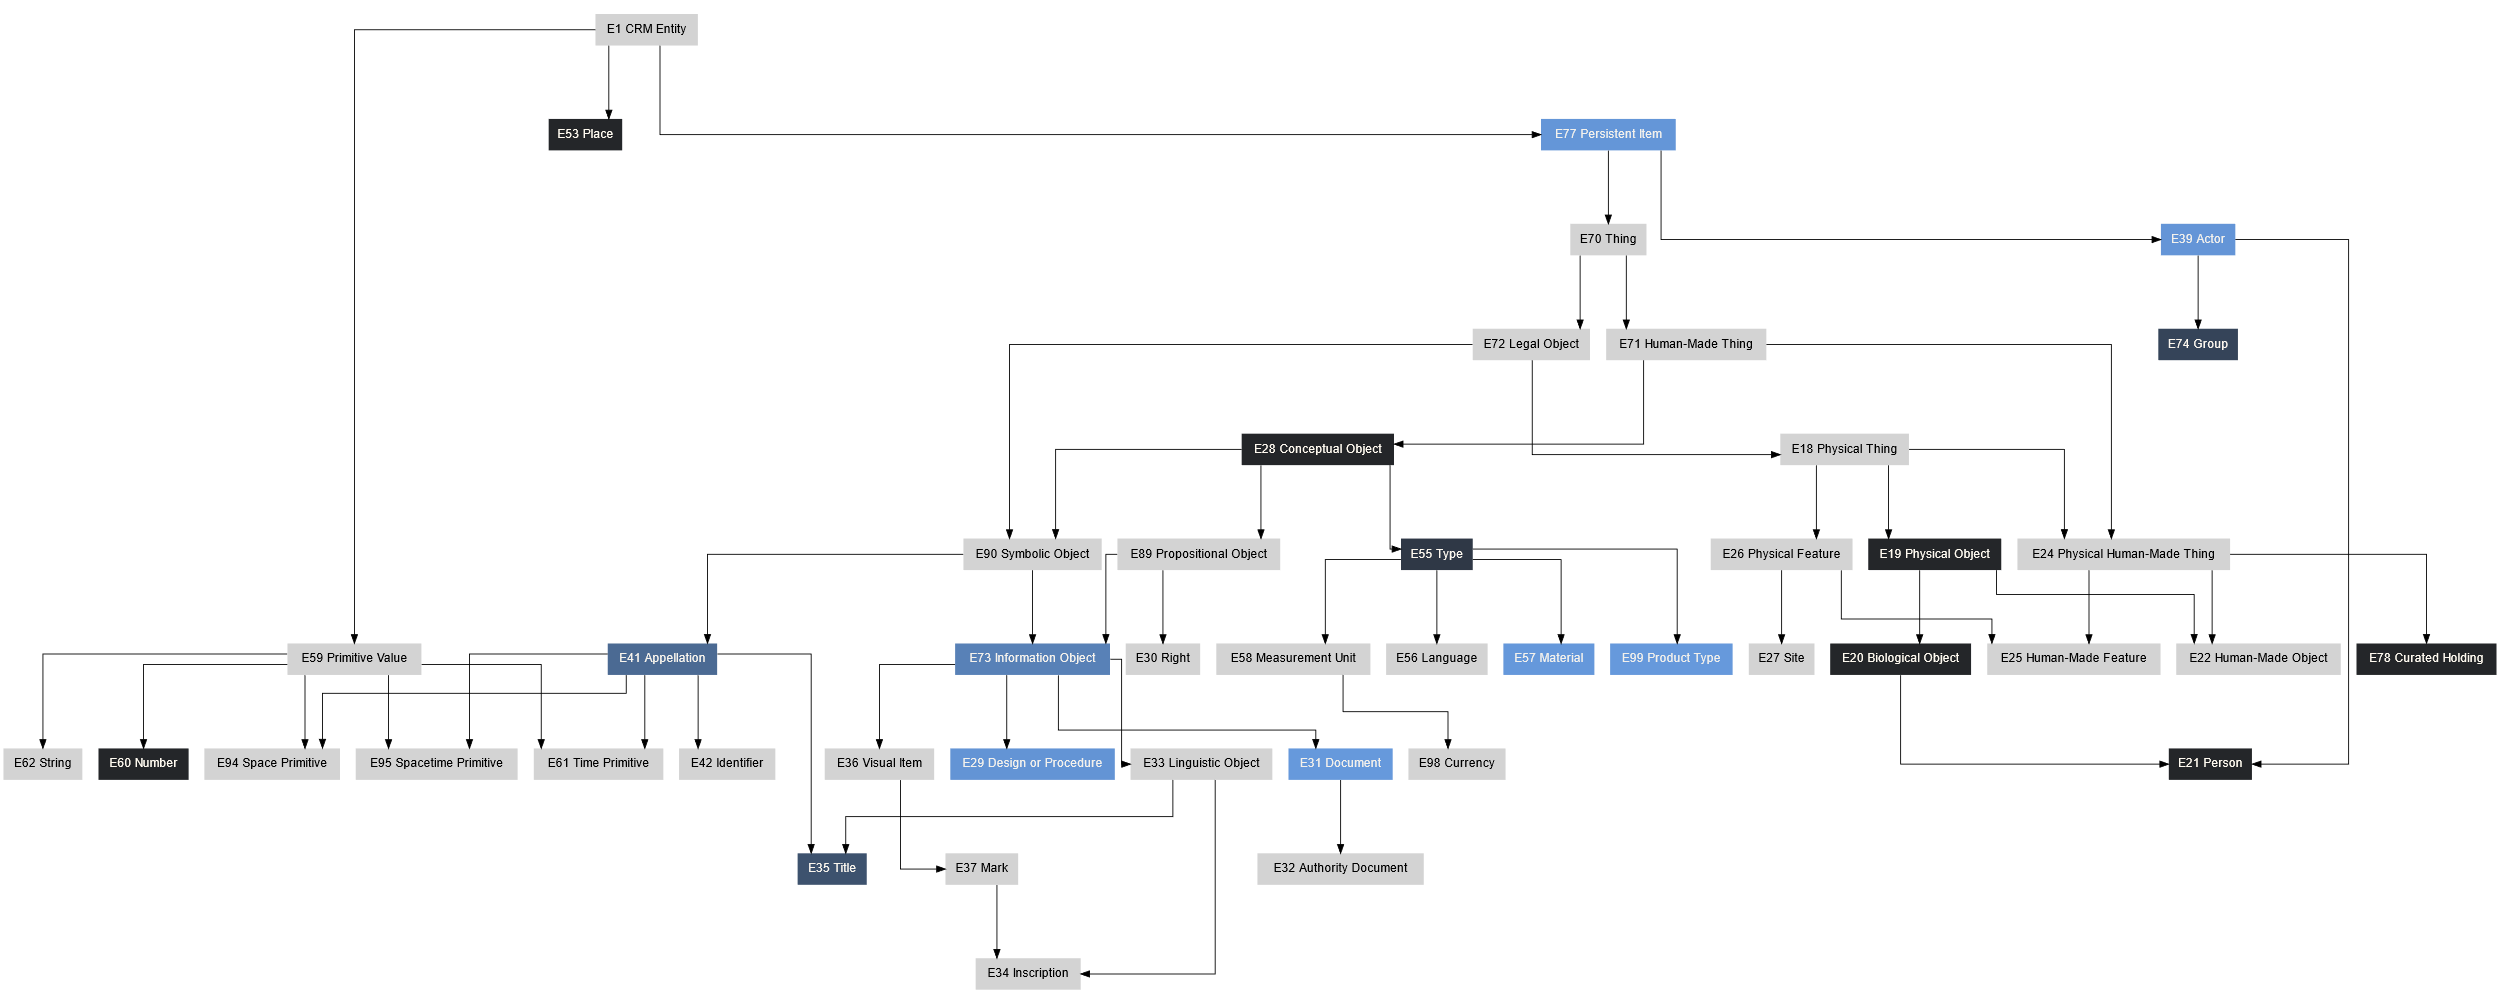 E1 CRM Entity
E53 Place
E77 Persistent Item
E70 Thing
E39 Actor
E72 Legal Object
E71 Human-Made Thing
E74 Group
E28 Conceptual Object
E18 Physical Thing
E90 Symbolic Object
E89 Propositional Object
E55 Type
E26 Physical Feature
E19 Physical Object
E24 Physical Human-Made Thing
E59 Primitive Value
E41 Appellation
E73 Information Object
E30 Right
E58 Measurement Unit
E56 Language
E57 Material
E99 Product Type
E27 Site
E20 Biological Object
E25 Human-Made Feature
E22 Human-Made Object
E78 Curated Holding
E62 String
E60 Number
E94 Space Primitive
E95 Spacetime Primitive
E61 Time Primitive
E42 Identifier
E36 Visual Item
E29 Design or Procedure
E33 Linguistic Object
E31 Document
E98 Currency
E21 Person
E35 Title
E37 Mark
E32 Authority Document
E34 Inscription